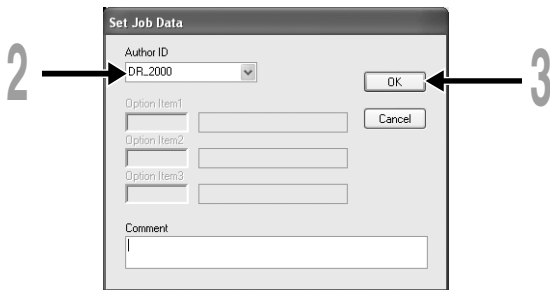 Set Job Data
Author ID
2
DR_2000
OK
3
Option Item1
Cancel
Option Item2
Option Item3
Comment